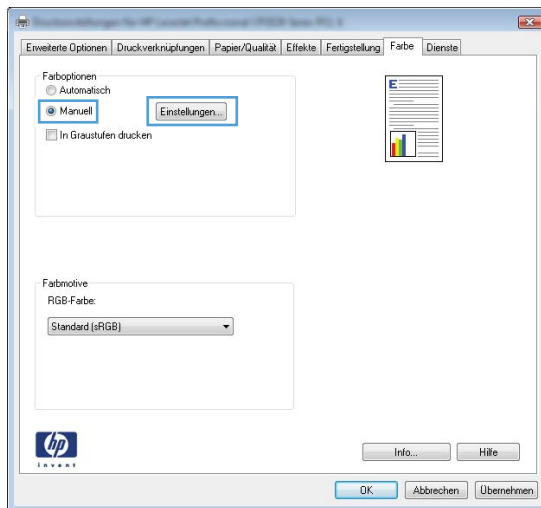 Erweiterte Optionen Druckverknüpfungen Papier/Qualität Effekte Fertigstellung Farbe Dienste
Farboptionen
Automatisch
Manuell Einstellungen...
In Graustufen drucken
E
Farbmotive
RGB-Farbe:
Standard (sRGB)
hp
invent
Info... Hilfe
OK Abbrechen Übernehmen